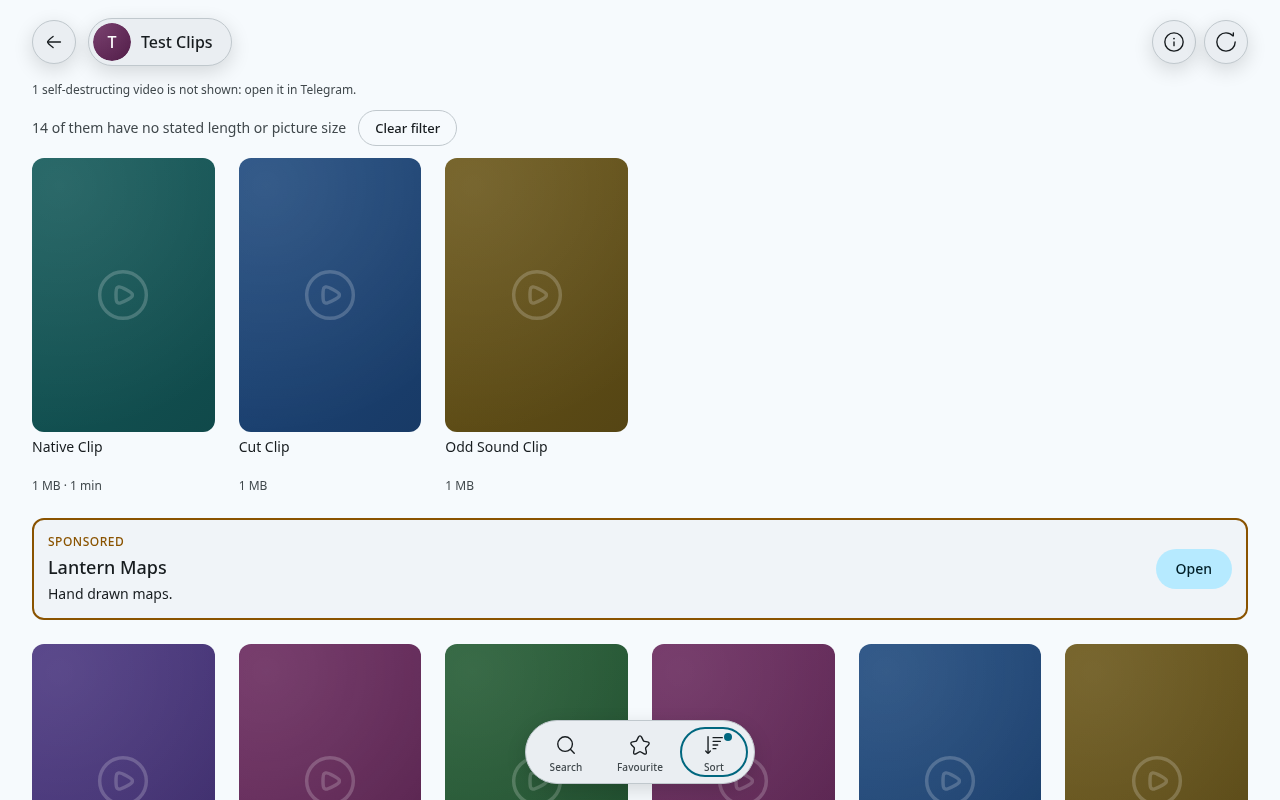 T Test Clips
1 self-destructing video is not shown: open it in Telegram.
14 of them have no stated length or picture size Clear filter
Native Clip
1 MB · 1 min
Cut Clip
1 MB
Odd Sound Clip
1 MB
SPONSORED
Lantern Maps
Hand drawn maps.
Open
Search
Favourite
Sort